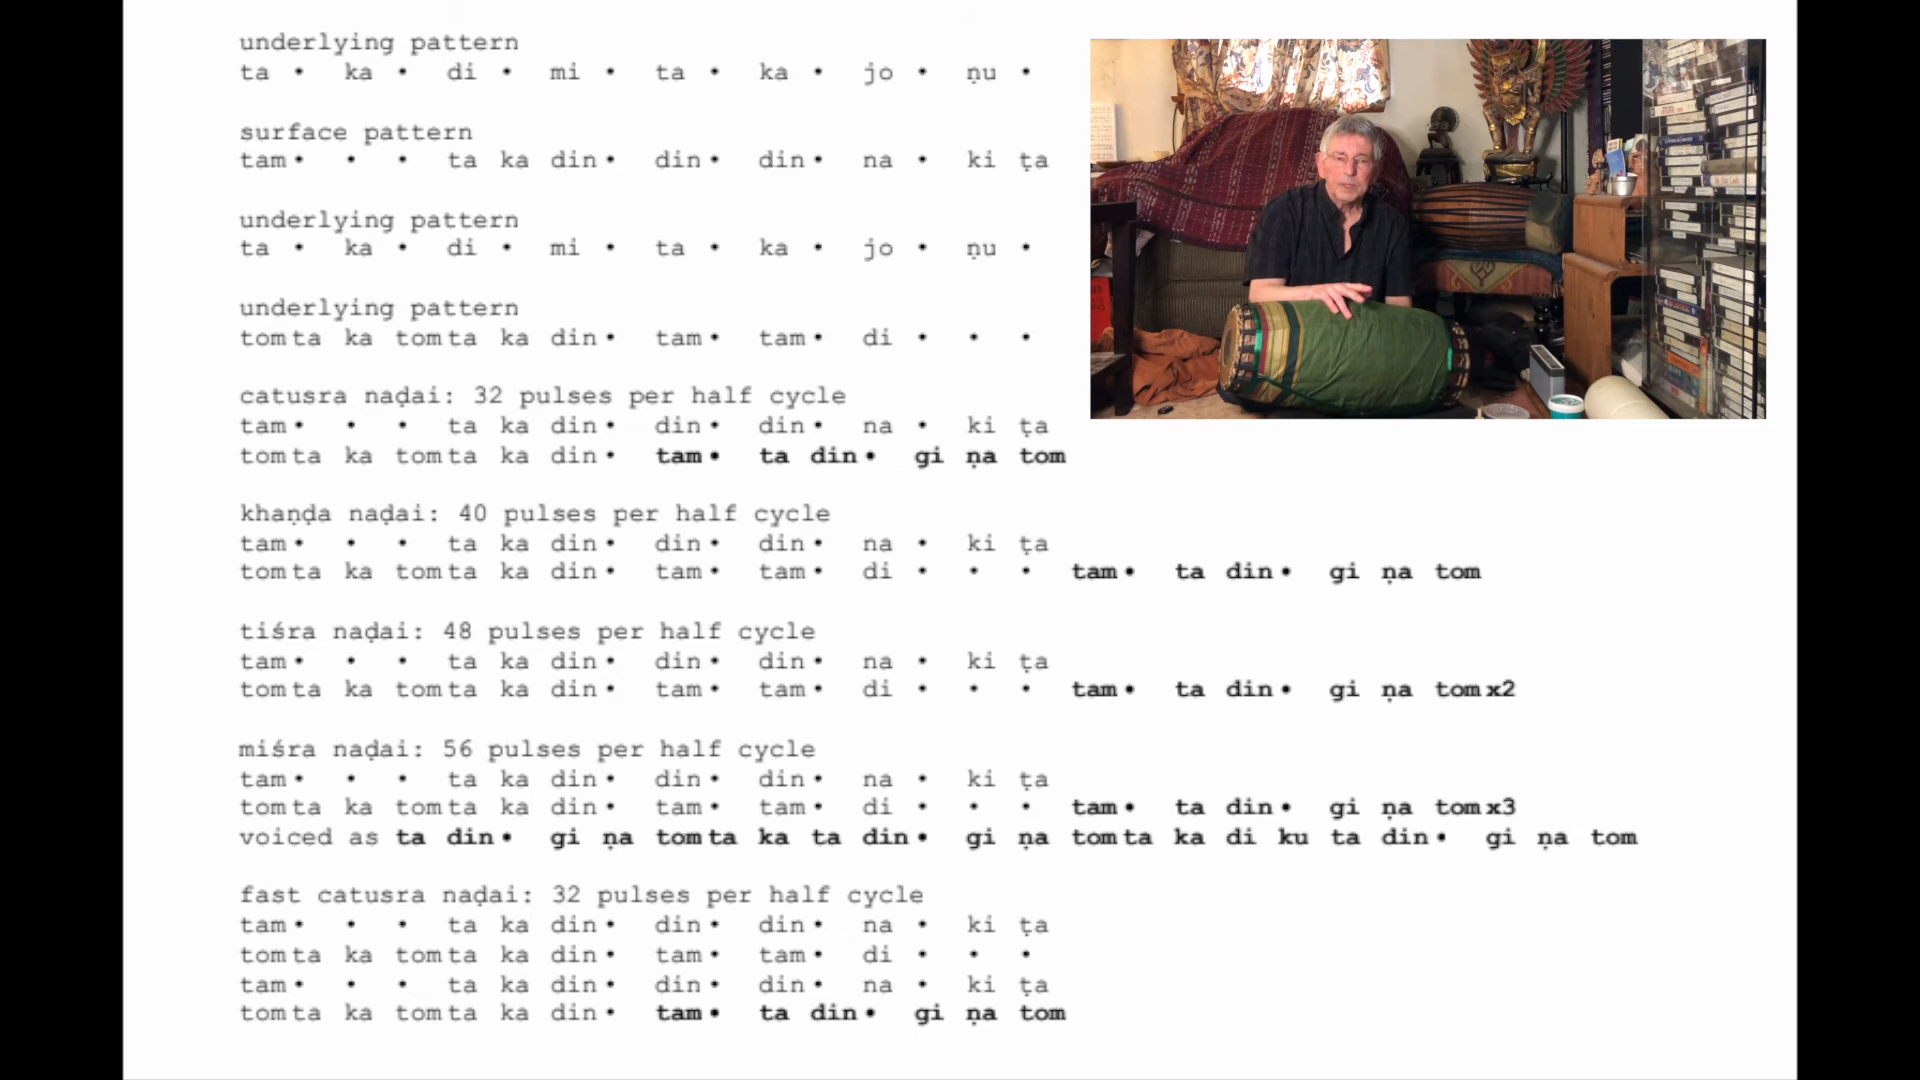 underlying pattern
ta • ka • di • mi • ta • ka • jo • ṇu •
surface pattern
tam • • • ta ka din • din • din • na • ki ṭa
underlying pattern
ta • ka • di • mi • ta • ka • jo • ṇu •
underlying pattern
tom ta ka tom ta ka din • tam • tam • di • • •
catusra naḍai: 32 pulses per half cycle
tam • • • ta ka din • din • din • na • ki ṭa
tom ta ka tom ta ka din • tam • ta din • gi ṇa tom
khaṇḍa naḍai: 40 pulses per half cycle
tam • • • ta ka din • din • din • na • ki ṭa
tom ta ka tom ta ka din • tam • tam • di • • • tam • ta din • gi ṇa tom
tiśra naḍai: 48 pulses per half cycle
tam • • • ta ka din • din • din • na • ki ṭa
tom ta ka tom ta ka din • tam • tam • di • • • tam • ta din • gi ṇa tom x2
miśra naḍai: 56 pulses per half cycle
tam • • • ta ka din • din • din • na • ki ṭa
tom ta ka tom ta ka din • tam • tam • di • • • tam • ta din • gi ṇa tom x3
voiced as ta din • gi ṇa tom ta ka ta din • gi ṇa tom ta ka di ku ta din • gi ṇa tom
fast catusra naḍai: 32 pulses per half cycle
tam • • • ta ka din • din • din • na • ki ṭa
tom ta ka tom ta ka din • tam • tam • di • • •
tam • • • ta ka din • din • din • na • ki ṭa
tom ta ka tom ta ka din • tam • ta din • gi ṇa tom